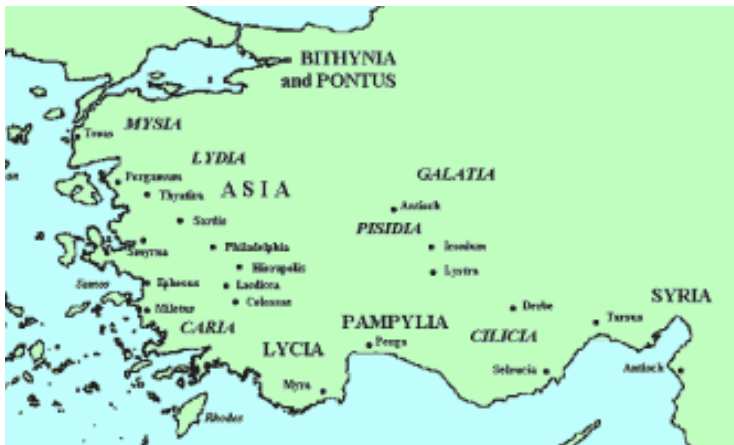 BITHYNIA
and PONTUS
MYSIA
Troas
LYDIA
GALATIA
Pergamum
ASIA
Thyatira
Antioch
Sardis
PISIDIA
Smyrna
Philadelphia
Iconium
Hierapolis
Lystra
Samos
Ephesus
Laodicea
SYRIA
Colossae
Miletus
Derbe
Tarsus
CARIA
PAMPYLIA
CILICIA
LYCIA
Perga
Seleucia
Antioch
Myra
Rhodes